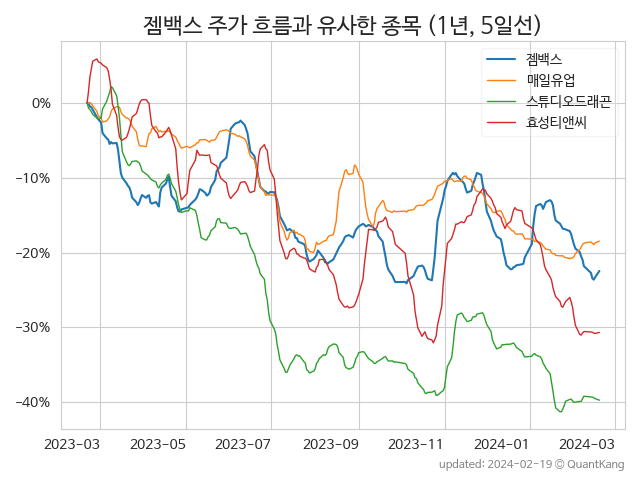 젬백스 주가 흐름과 유사한 종목 (1년, 5일선)
젬백스
매일유업
스튜디오드래곤
효성티앤씨
0%
−10%
−20%
−30%
−40%
2023-03 2023-05 2023-07 2023-09 2023-11 2024-01 2024-03
updated: 2024-02-19 © QuantKang